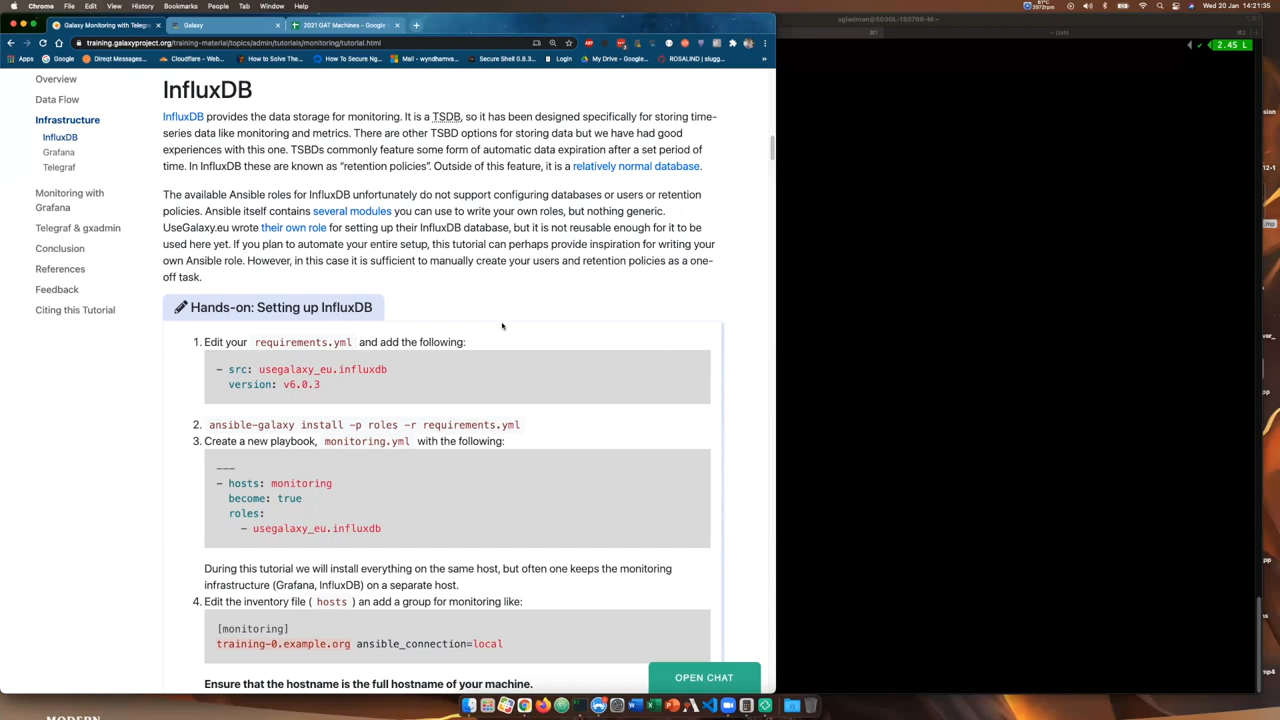 Chrome File Edit View History Bookmarks People Tab Window Help
Wed 20 Jan 14:21:35
Galaxy Monitoring with Telegr
Galaxy
2021 GAT Machines - Google
training.galaxyproject.org/training-material/topics/admin/tutorials/monitoring/tutorial.html
Apps Google Direqt Messages... Cloudflare - Web... How to Solve The... How To Secure Ng... Mail - wyndhamva... Secure Shell 0.8.3... Login My Drive - Google... ROSALIND | slugg...
2.45 L
Overview
Data Flow
Infrastructure
InfluxDB
Grafana
Telegraf
Monitoring with
Grafana
Telegraf & gxadmin
Conclusion
References
Feedback
Citing this Tutorial
InfluxDB
InfluxDB provides the data storage for monitoring. It is a TSDB, so it has been designed specifically for storing time-
series data like monitoring and metrics. There are other TSBD options for storing data but we have had good
experiences with this one. TSBDs commonly feature some form of automatic data expiration after a set period of
time. In InfluxDB these are known as “retention policies”. Outside of this feature, it is a relatively normal database.
The available Ansible roles for InfluxDB unfortunately do not support configuring databases or users or retention
policies. Ansible itself contains several modules you can use to write your own roles, but nothing generic.
UseGalaxy.eu wrote their own role for setting up their InfluxDB database, but it is not reusable enough for it to be
used here yet. If you plan to automate your entire setup, this tutorial can perhaps provide inspiration for writing your
own Ansible role. However, in this case it is sufficient to manually create your users and retention policies as a one-
off task.
Hands-on: Setting up InfluxDB
1. Edit your requirements.yml and add the following:
- src: usegalaxy_eu.influxdb
version: v6.0.3
2. ansible-galaxy install -p roles -r requirements.yml
3. Create a new playbook, monitoring.yml with the following:
---
- hosts: monitoring
become: true
roles:
- usegalaxy_eu.influxdb
During this tutorial we will install everything on the same host, but often one keeps the monitoring
infrastructure (Grafana, InfluxDB) on a separate host.
4. Edit the inventory file ( hosts ) an add a group for monitoring like:
[monitoring]
training-0.example.org ansible_connection=local
Ensure that the hostname is the full hostname of your machine.
OPEN CHAT